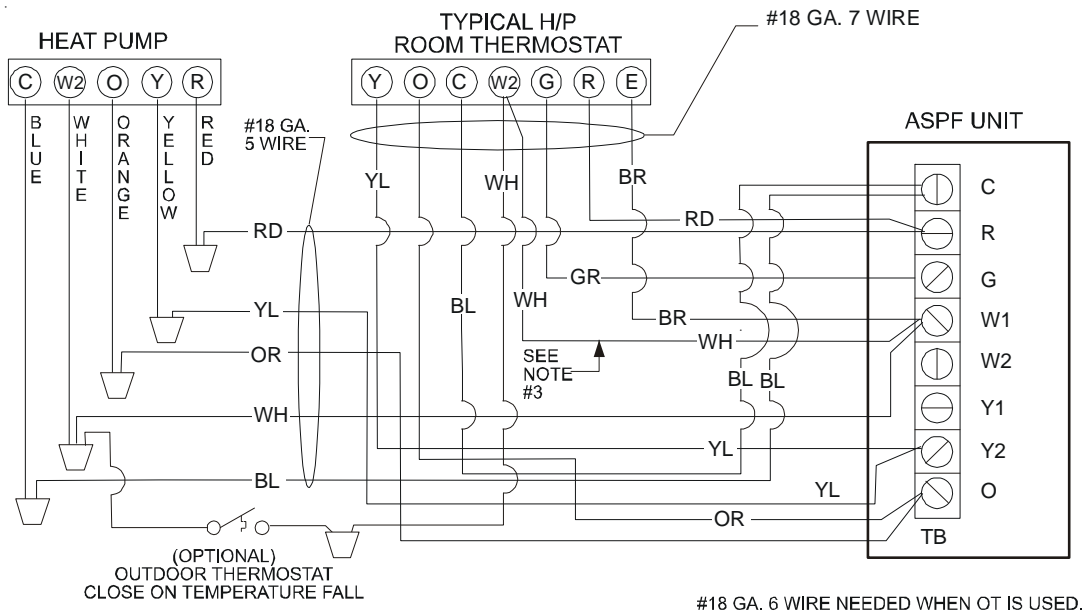 TYPICAL H/P
ROOM THERMOSTAT
#18 GA. 7 WIRE
HEAT PUMP
C W2 O Y R
Y O C W2 G R E
BLUE
WHITE
ORANGE
YELLOW
RED
#18 GA.
5 WIRE
ASPF UNIT
YL
WH
BR
C
RD
RD
R
GR
G
BL
WH
YL
BR
W1
OR
SEE
NOTE
#3
WH
W2
BL BL
WH
Y1
YL
Y2
BL
YL
O
OR
TB
(OPTIONAL)
OUTDOOR THERMOSTAT
CLOSE ON TEMPERATURE FALL
#18 GA. 6 WIRE NEEDED WHEN OT IS USED.